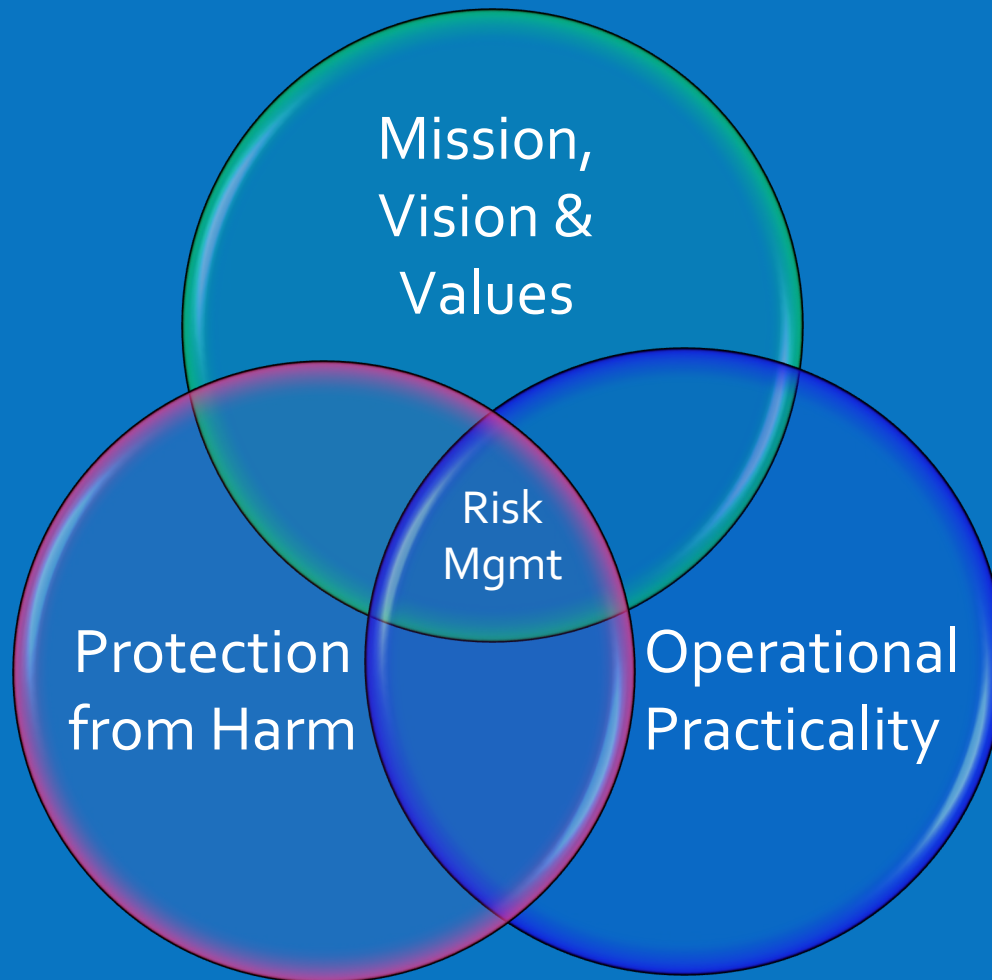 Mission,
Vision &
Values
Risk
Mgmt
Protection
from Harm
Operational
Practicality